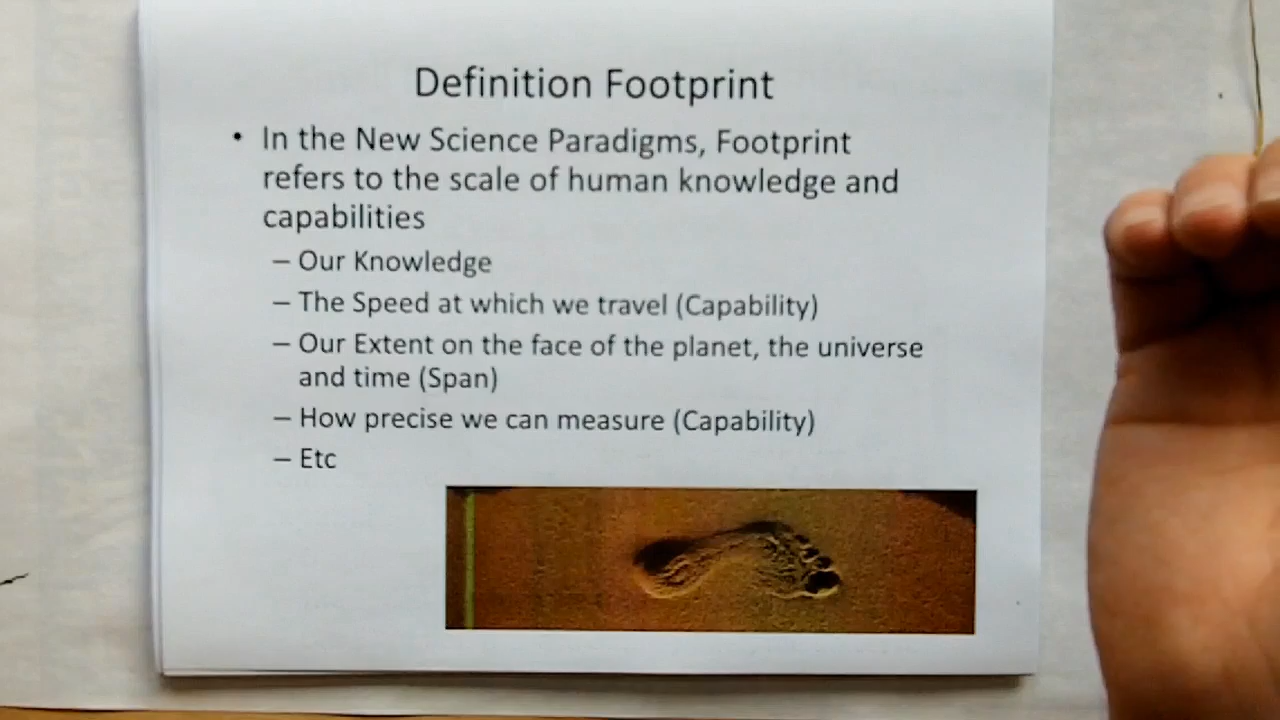 Definition Footprint
• In the New Science Paradigms, Footprint
refers to the scale of human knowledge and
capabilities
– Our Knowledge
– The Speed at which we travel (Capability)
– Our Extent on the face of the planet, the universe
and time (Span)
– How precise we can measure (Capability)
– Etc